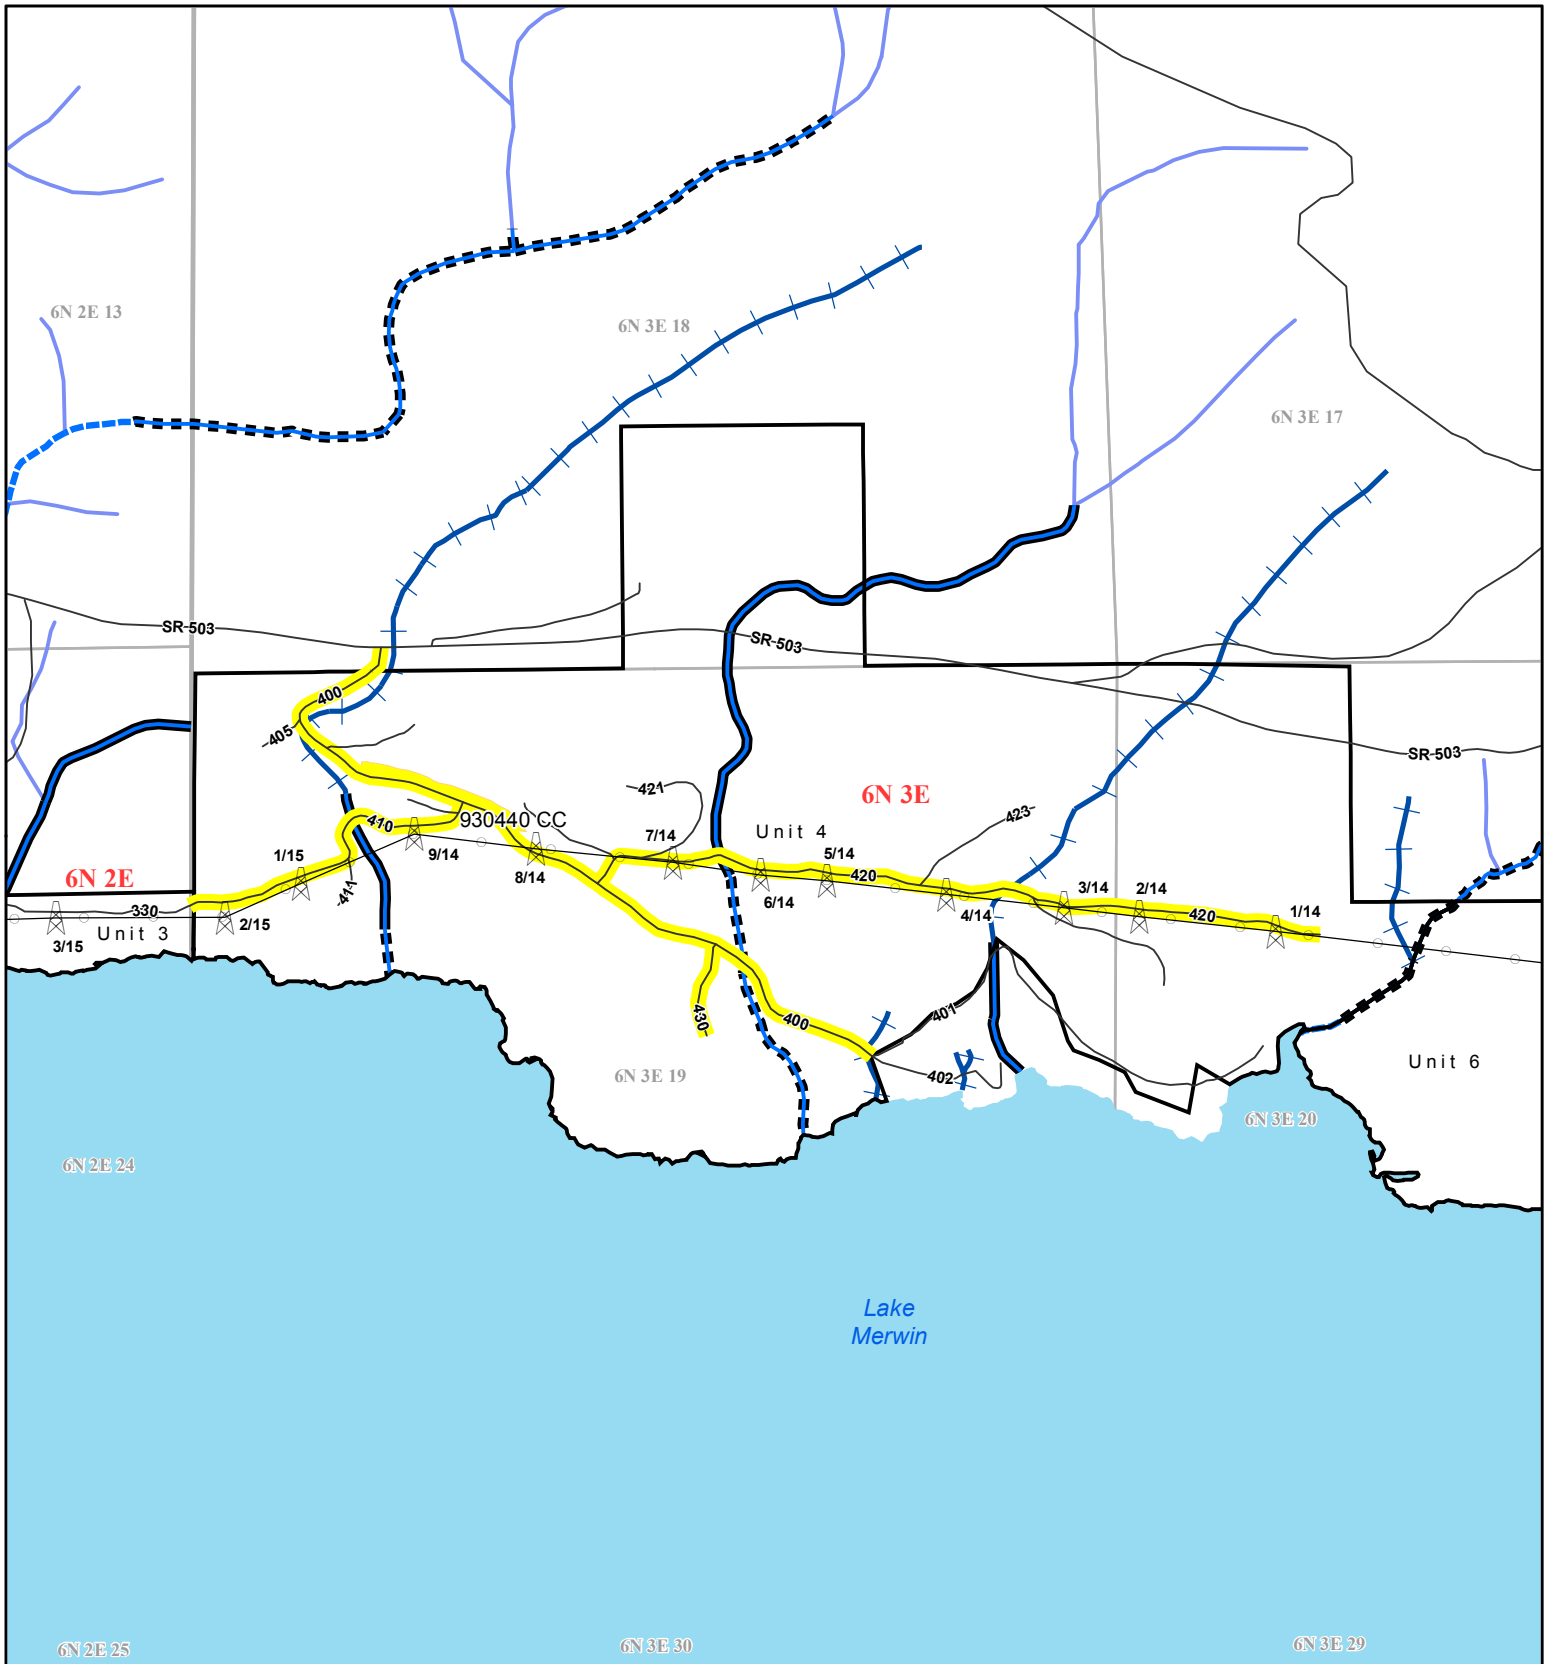 6N 2E 13
6N 3E 18
6N 3E 17
SR 503
SR 503
SR 503
400
405
421
6N 3E
423
930440 CC
410
Unit 4
7/14
5/14
1/15
9/14
8/14
6N 2E
411
420
6/14
4/14
3/14
2/14
1/14
420
330
2/15
Unit 3
3/15
430
400
401
402
6N 3E 19
Unit 6
6N 3E 20
6N 2E 24
Lake
Merwin
6N 2E 25
6N 3E 30
6N 3E 29